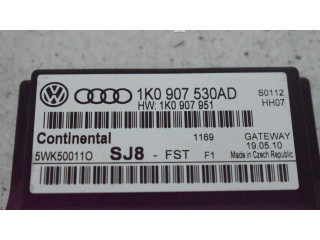 1K0 907 530AD
S0112
HW: 1K0 907 951
HH07
Continental
1169
GATEWAY
5WK50011O
SJ8 - FST F1
19.05.10
Made in Czech Republic